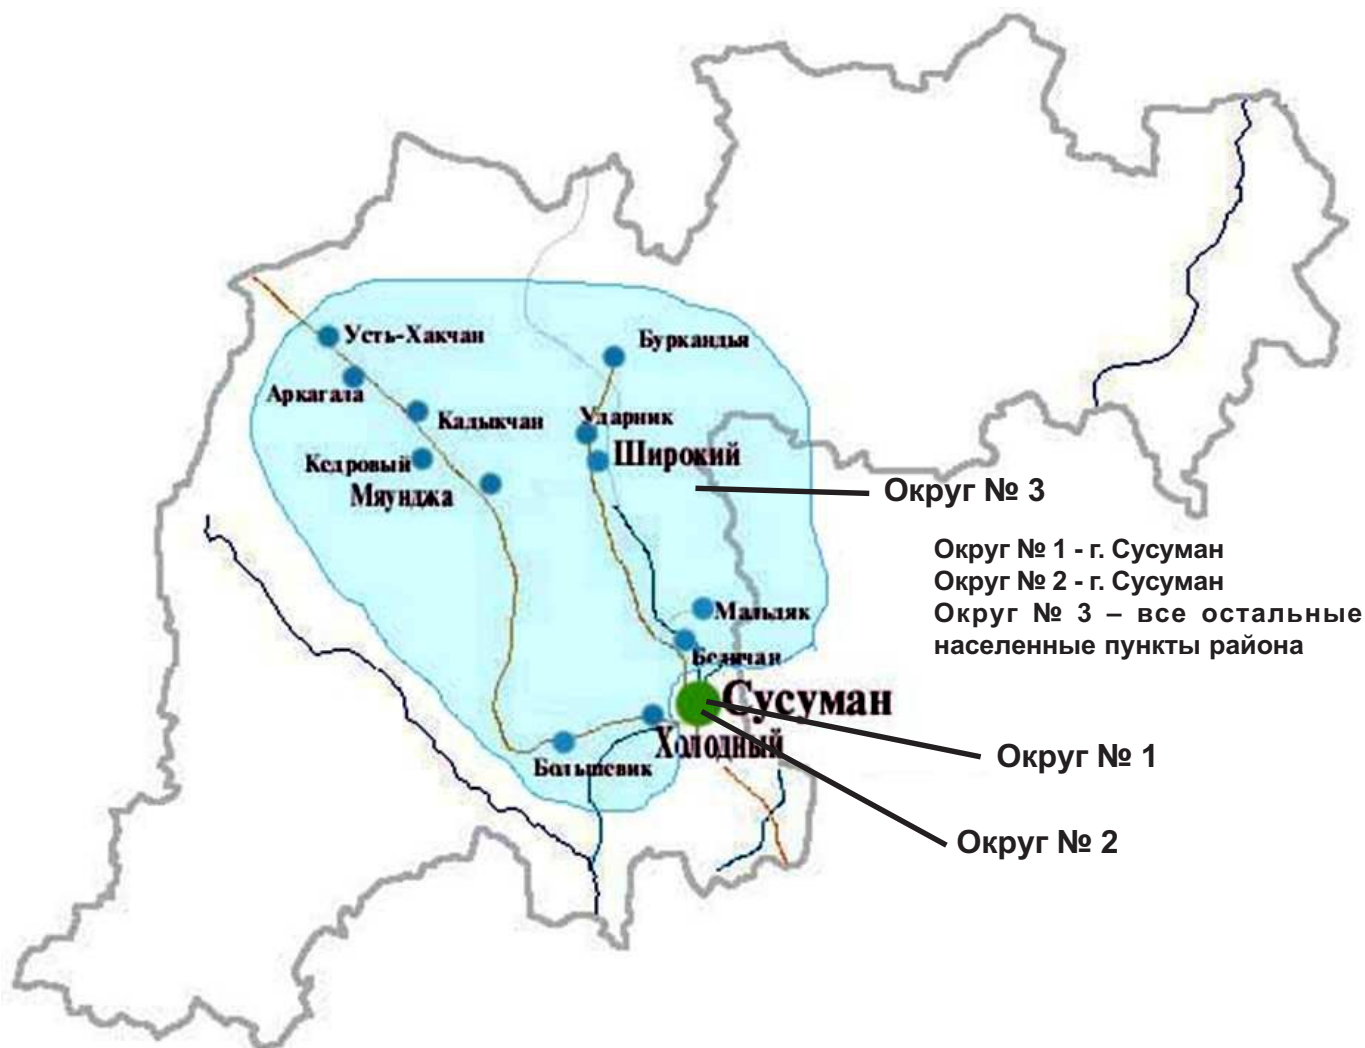 Усть-Хакчан
Буркандья
Аркагала
Кадыкчан
Ударник
Кедровый
Широкий
Мяунджа
Округ № 3
Округ № 1 - г. Сусуман
Округ № 2 - г. Сусуман
Округ № 3 – все остальные
населенные пункты района
Мальдяк
Беличан
Сусуман
Холодный
Большевик
Округ № 1
Округ № 2